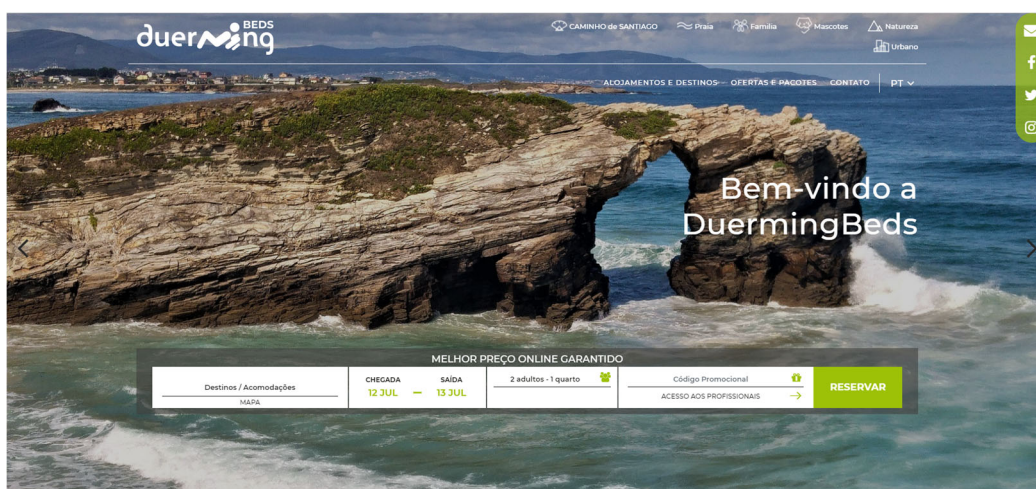 duerming BEDS
CAMINHO de SANTIAGO Praia Família Mascotes Natureza
Urbano
ALOJAMENTOS E DESTINOS OFERTAS E PACOTES CONTATO PT
Bem-vindo a
DuermingBeds
MELHOR PREÇO ONLINE GARANTIDO
Destinos / Acomodações
MAPA
CHEGADA SAÍDA
12 JUL — 13 JUL
2 adultos - 1 quarto
Código Promocional
ACESSO AOS PROFISSIONAIS
RESERVAR